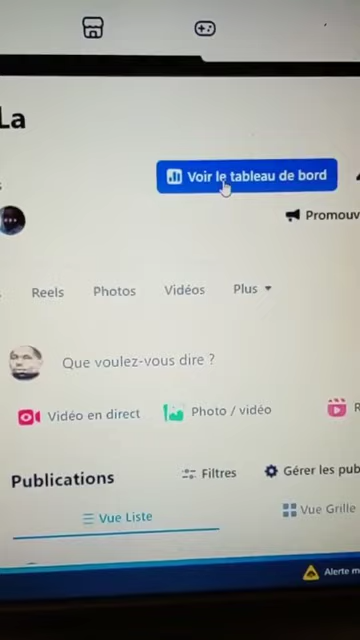 La
Voir le tableau de bord
Promouv
Reels Photos Vidéos Plus
Que voulez-vous dire ?
Vidéo en direct Photo / vidéo R
Publications Filtres Gérer les pub
Vue Liste Vue Grille
Alerte m